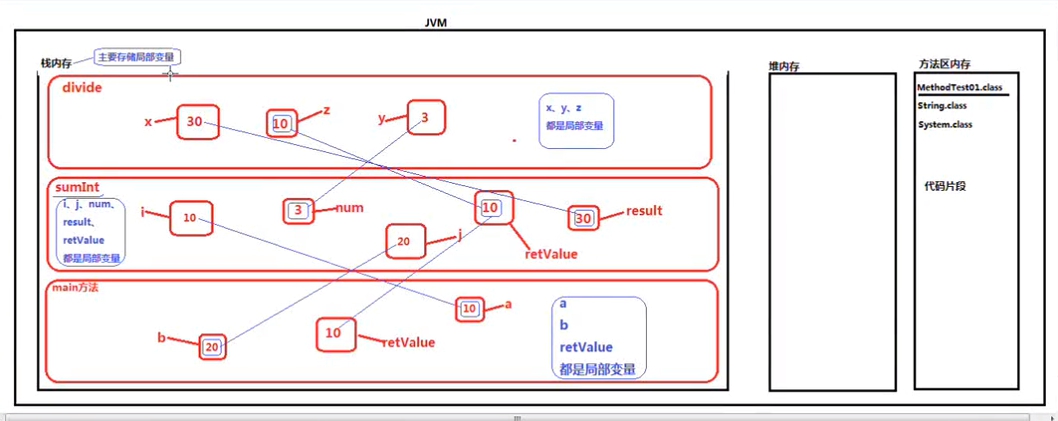 JVM
栈内存
主要存储局部变量
堆内存
方法区内存
divide
x
30
10
z
y
3
x、y、z
都是局部变量
MethodTest01.class
String.class
System.class
代码片段
sumInt
i、j、num、
result、
retValue
都是局部变量
i
10
3
num
20
j
10
retValue
30
result
main方法
b
20
10
retValue
10
a
a
b
retValue
都是局部变量